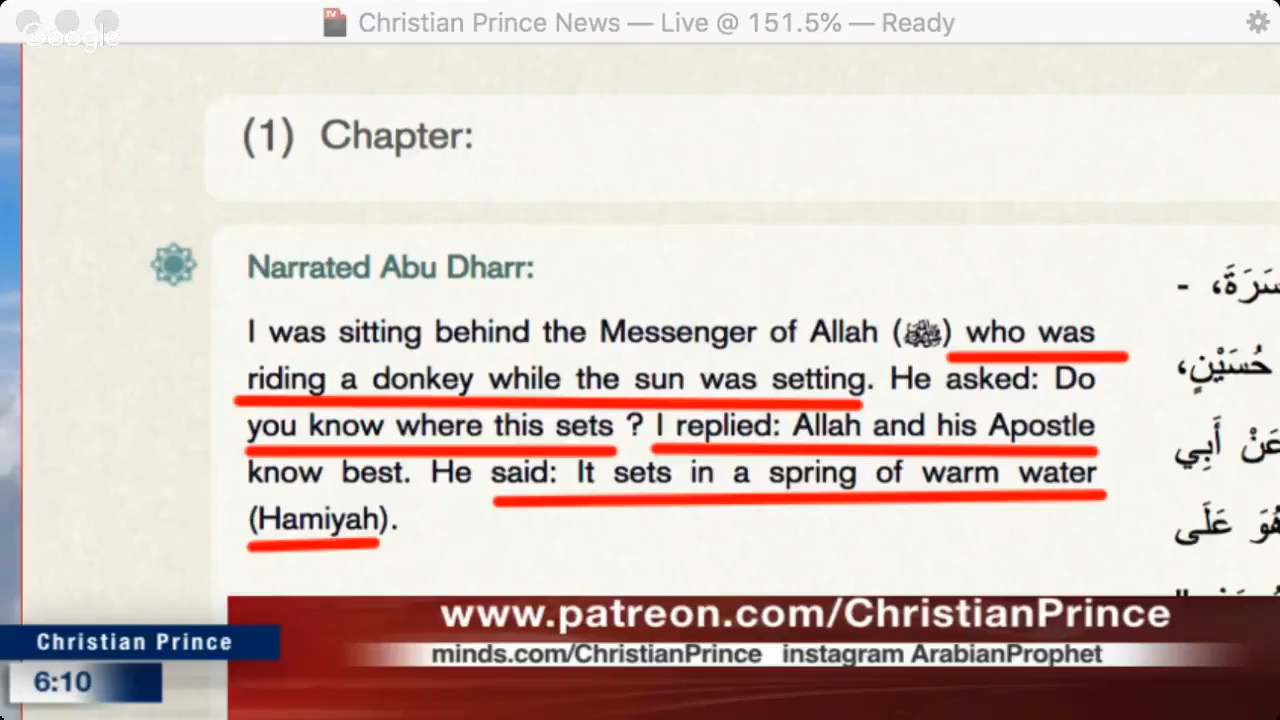 Christian Prince News — Live @ 151.5% — Ready
Google
(1) Chapter:
Narrated Abu Dharr:
I was sitting behind the Messenger of Allah (ﷺ) who was
riding a donkey while the sun was setting. He asked: Do
you know where this sets ? I replied: Allah and his Apostle
know best. He said: It sets in a spring of warm water
(Hamiyah).
حُسَيْنٍ،
عَنْ أَبِي
هُوَ عَلَى
www.patreon.com/ChristianPrince
Christian Prince
minds.com/ChristianPrince instagram ArabianProphet
6:10